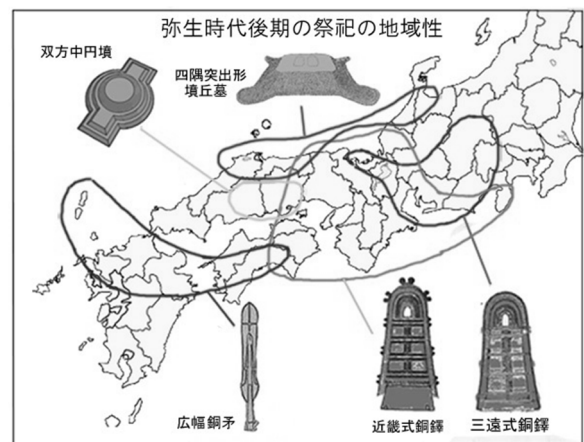 弥生時代後期の祭祀の地域性
双方中円墳
四隅突出形
墳丘墓
広幅銅矛
近畿式銅鐸
三遠式銅鐸